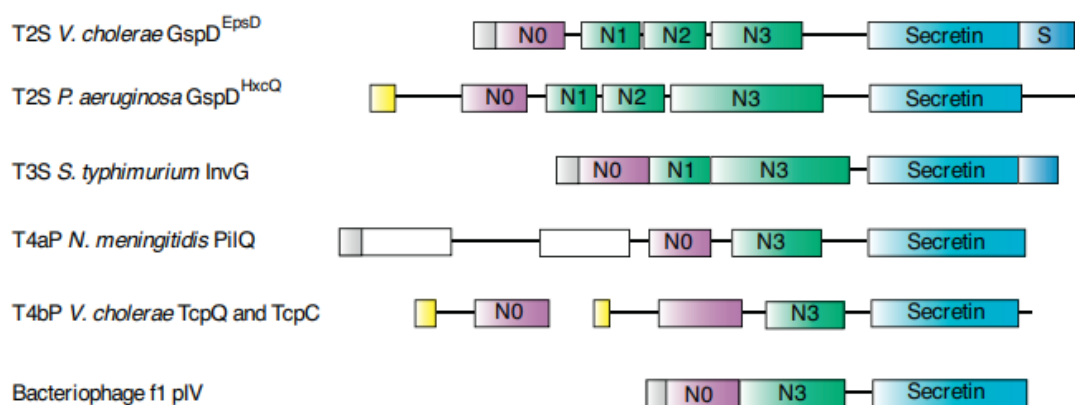 T2S V. cholerae GspD^EpsD N0 N1 N2 N3 Secretin S
T2S P. aeruginosa GspD^HxcQ N0 N1 N2 N3 Secretin
T3S S. typhimurium InvG N0 N1 N3 Secretin
T4aP N. meningitidis PilQ N0 N3 Secretin
T4bP V. cholerae TcpQ and TcpC N0 N3 Secretin
Bacteriophage f1 pIV N0 N3 Secretin